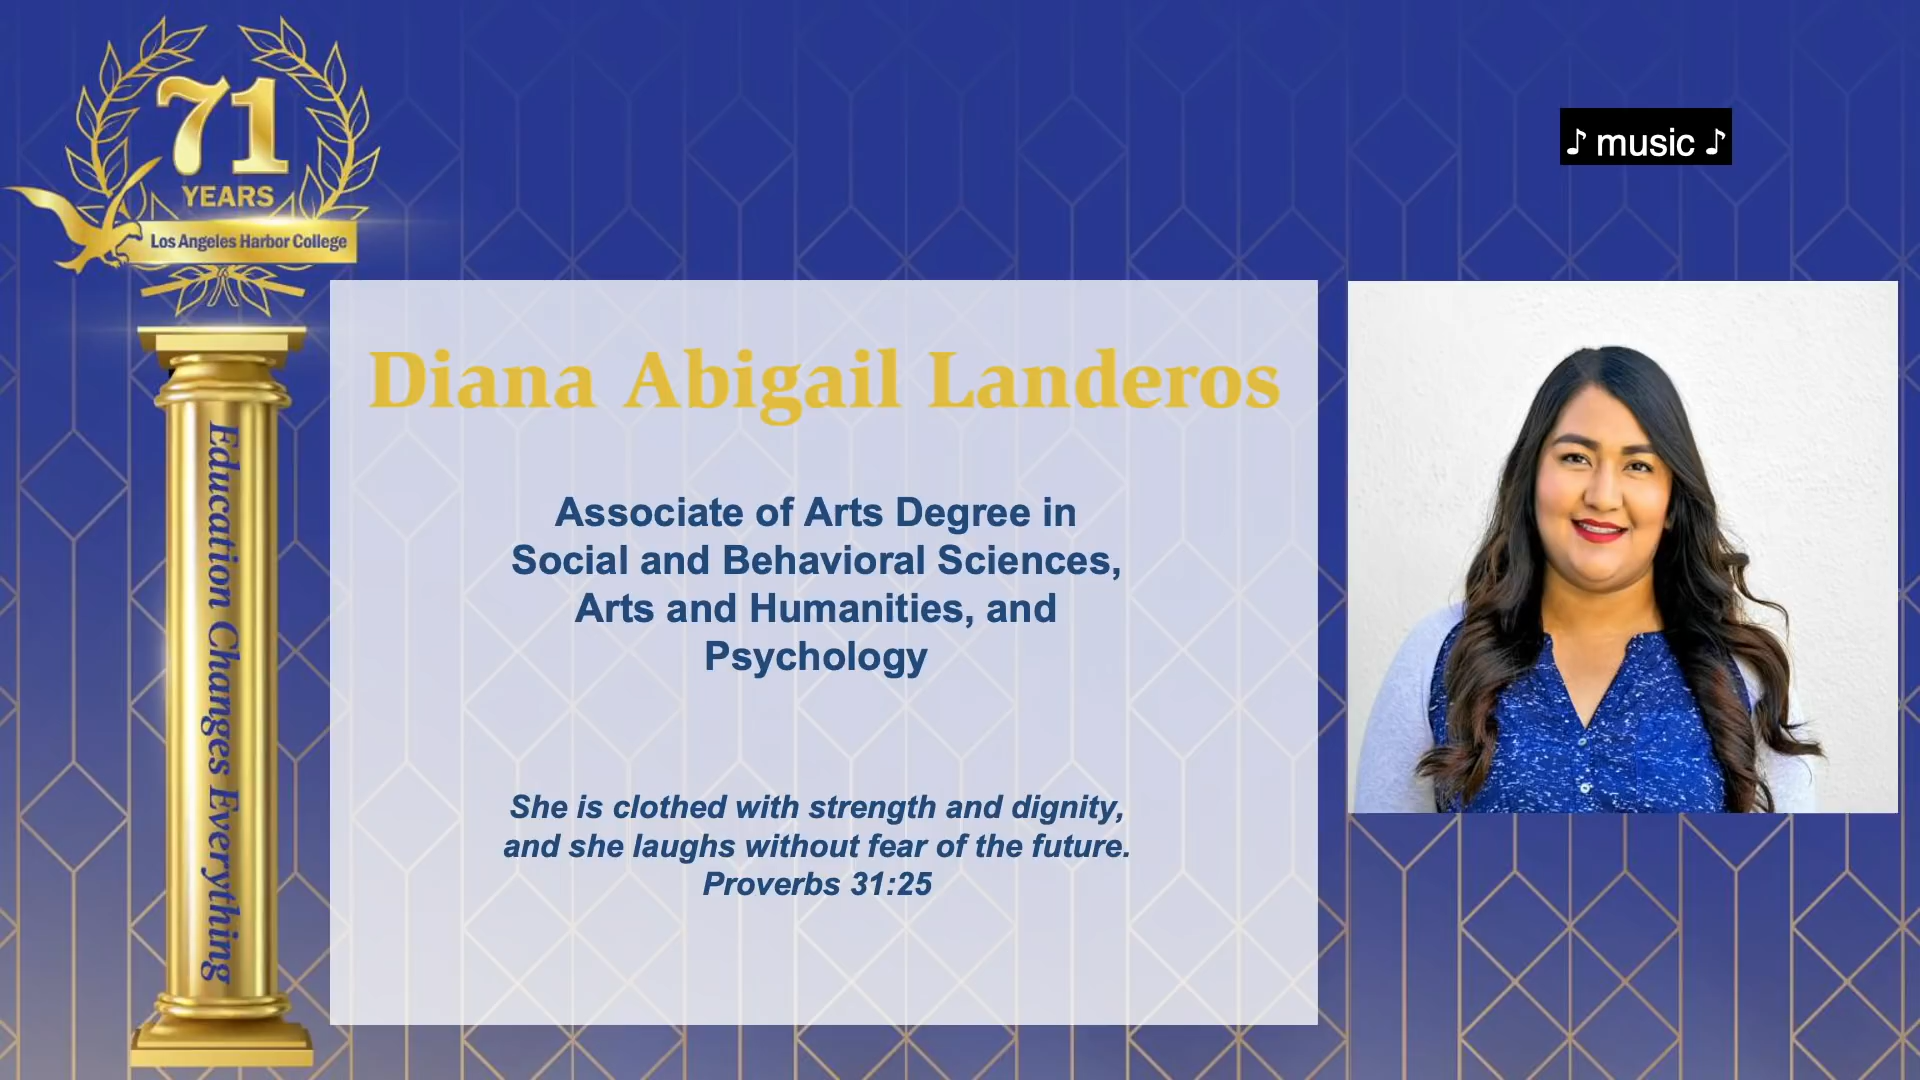 71
YEARS
Los Angeles Harbor College
Education Changes Everything
♪ music ♪
Diana Abigail Landeros
Associate of Arts Degree in
Social and Behavioral Sciences,
Arts and Humanities, and
Psychology
She is clothed with strength and dignity,
and she laughs without fear of the future.
Proverbs 31:25